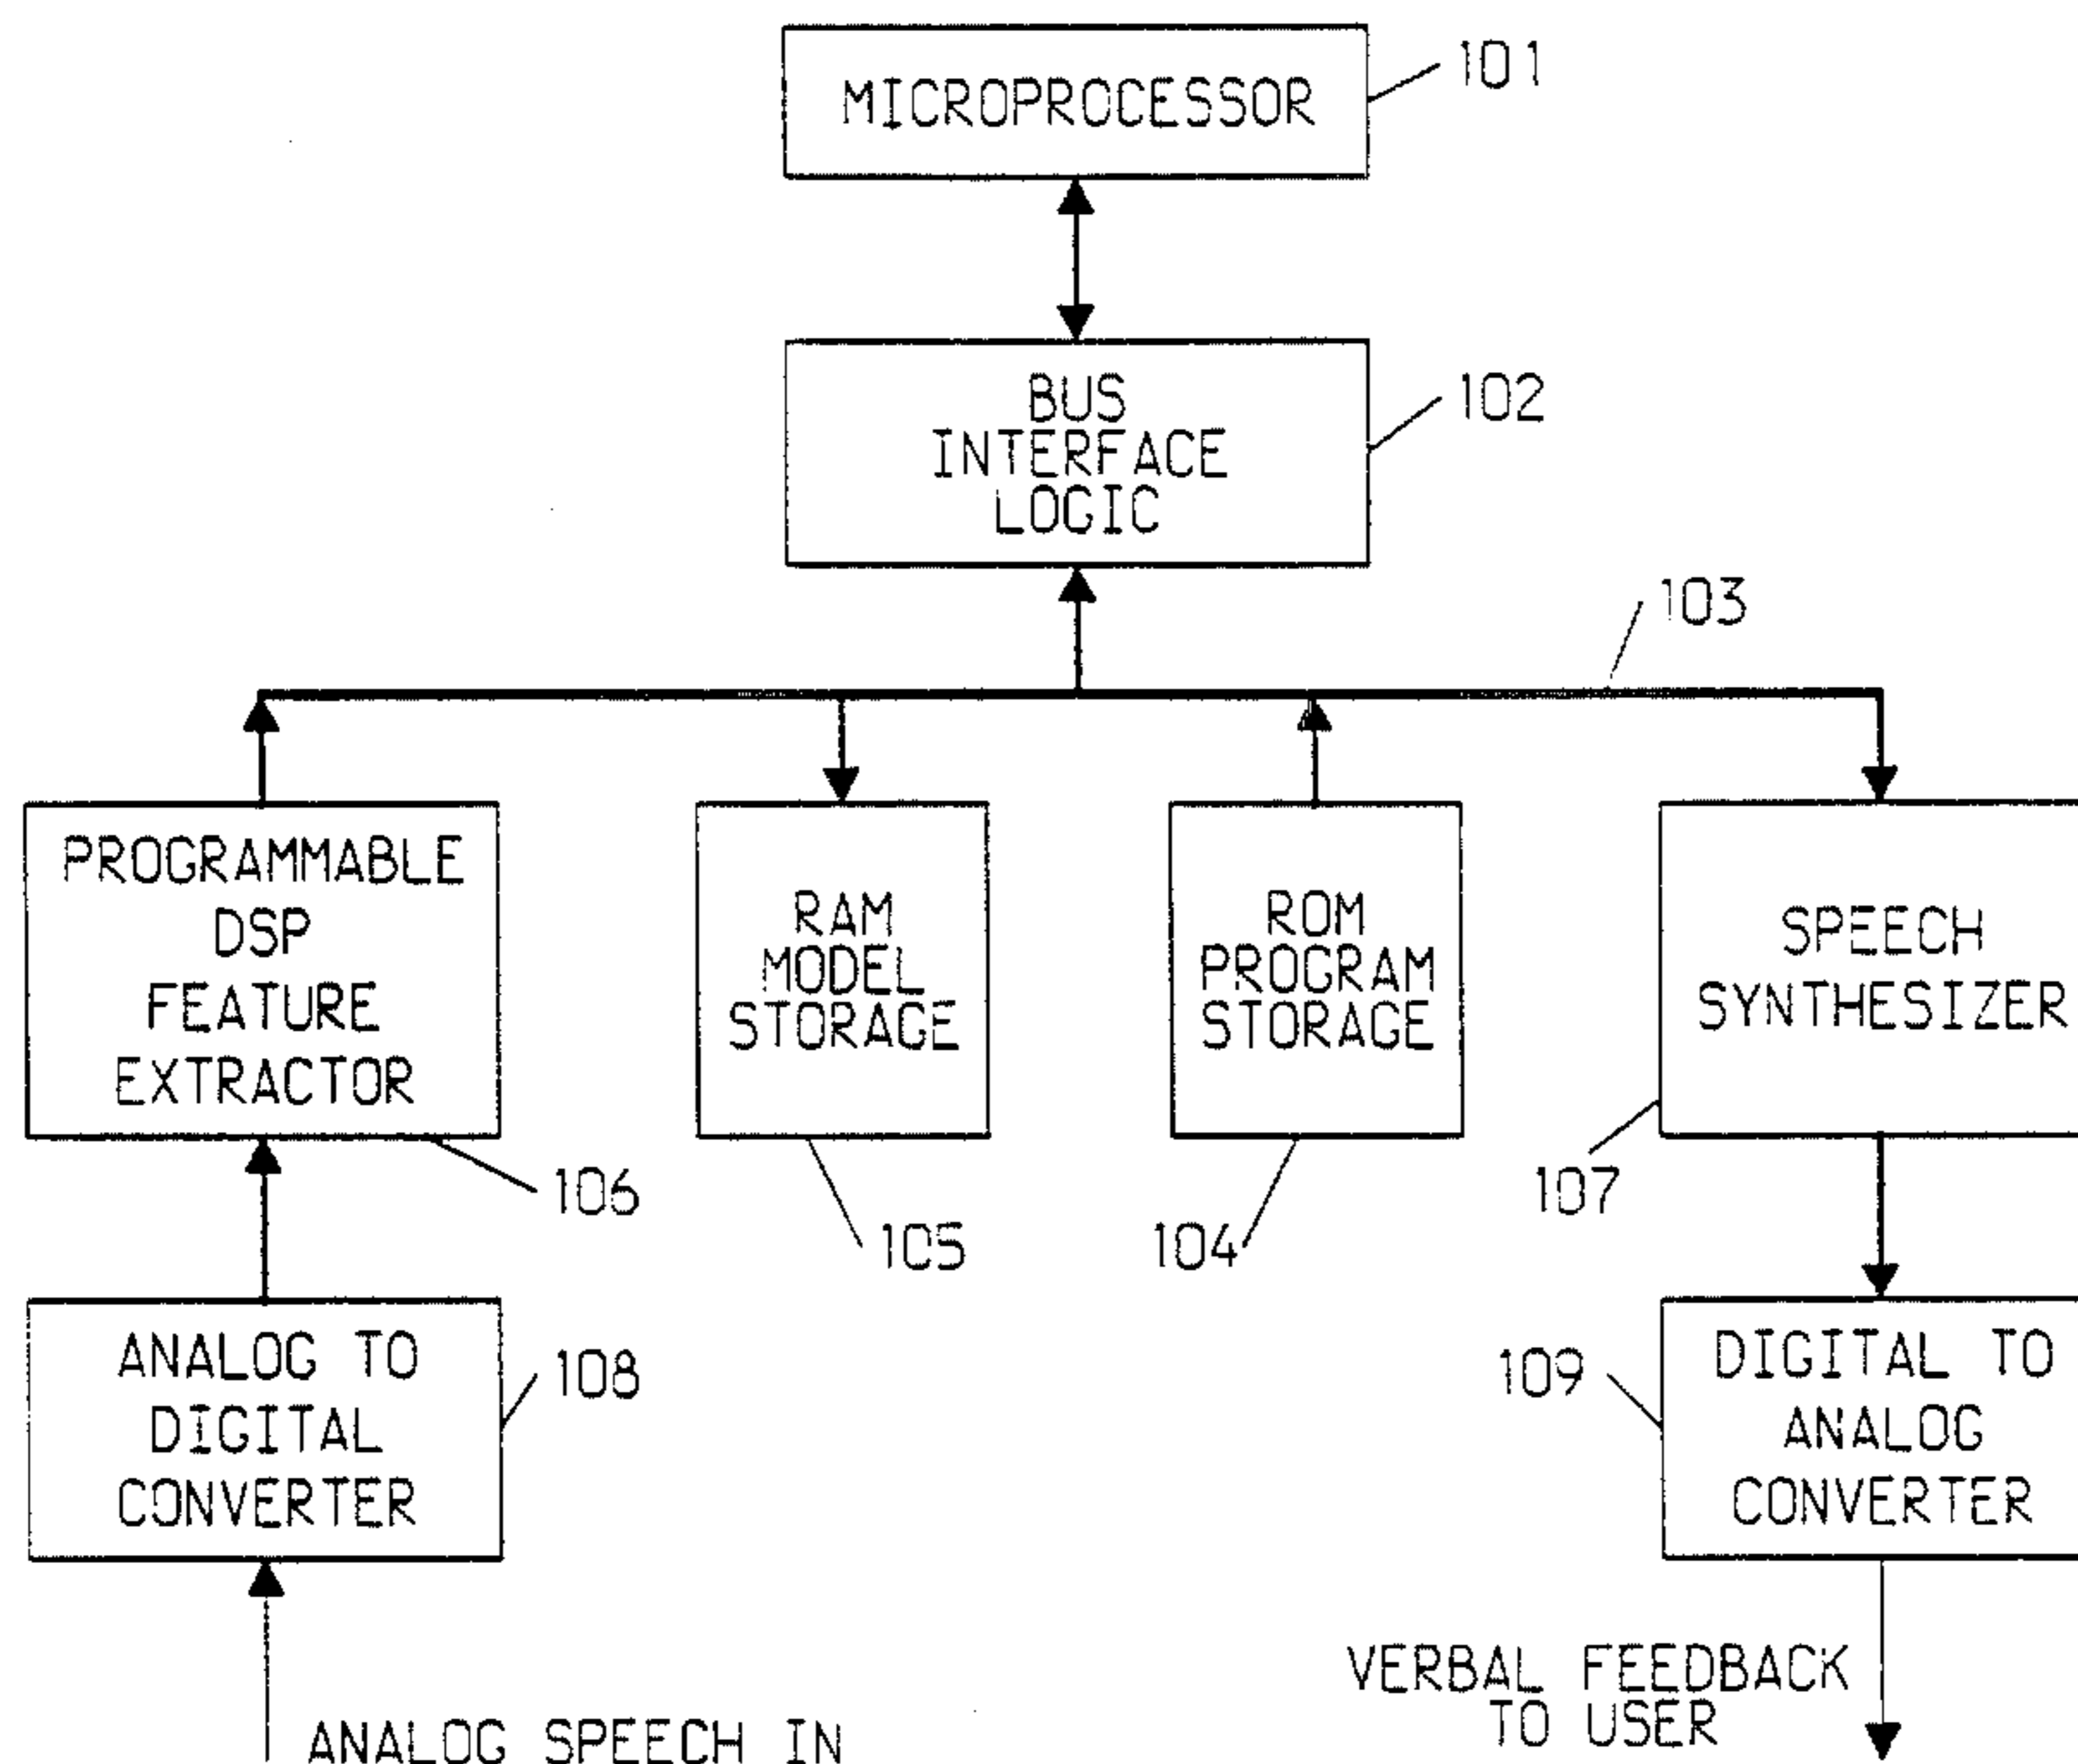 MICROPROCESSOR
101
BUS
INTERFACE
LOGIC
102
103
PROGRAMMABLE
DSP
FEATURE
EXTRACTOR
106
RAM
MODEL
STORAGE
105
ROM
PROGRAM
STORAGE
104
SPEECH
SYNTHESIZER
107
ANALOG TO
DIGITAL
CONVERTER
108
109
DIGITAL TO
ANALOG
CONVERTER
ANALOG SPEECH IN
VERBAL FEEDBACK
TO USER